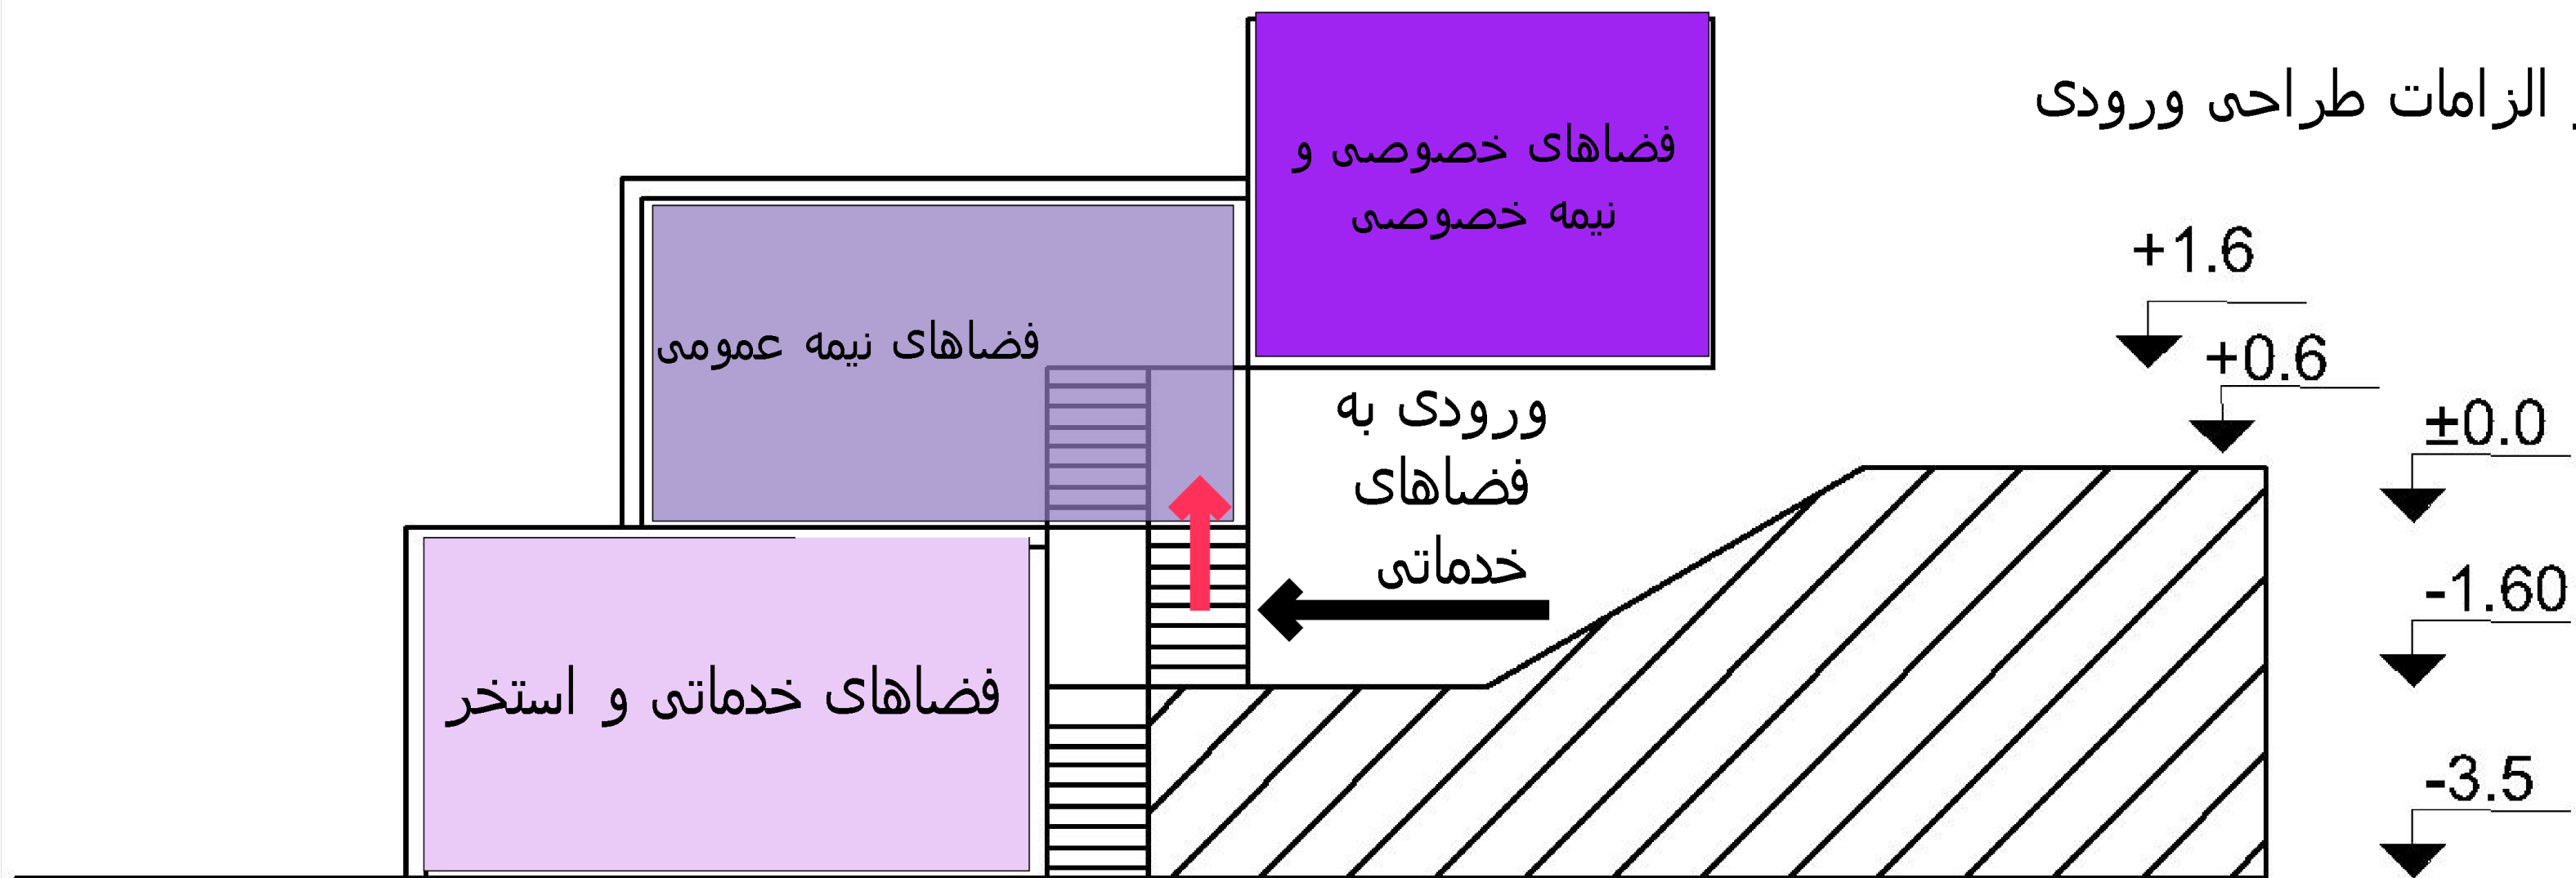 الزامات طراحی ورودی
فضاهای خصوصی و
نیمه خصوصی
+1.6
فضاهای نیمه عمومی
+0.6
ورودی به
فضاهای
خدماتی
±0.0
-1.60
فضاهای خدماتی و استخر
-3.5